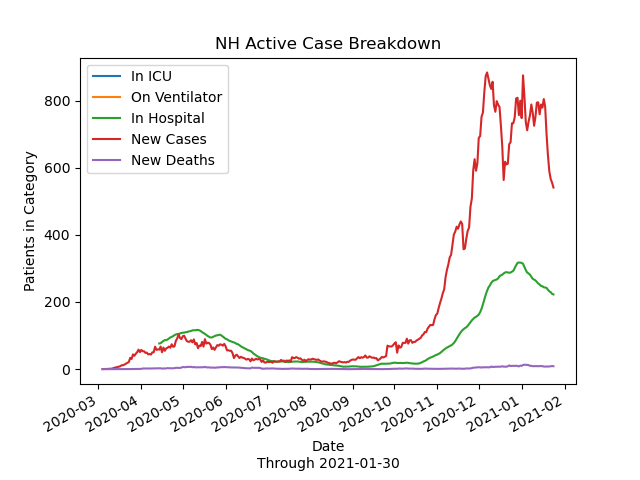 NH Active Case Breakdown
In ICU
On Ventilator
In Hospital
New Cases
New Deaths
Patients in Category
800
600
400
200
0
2020-03
2020-04
2020-05
2020-06
2020-07
2020-08
2020-09
2020-10
2020-11
2020-12
2021-01
2021-02
Date
Through 2021-01-30